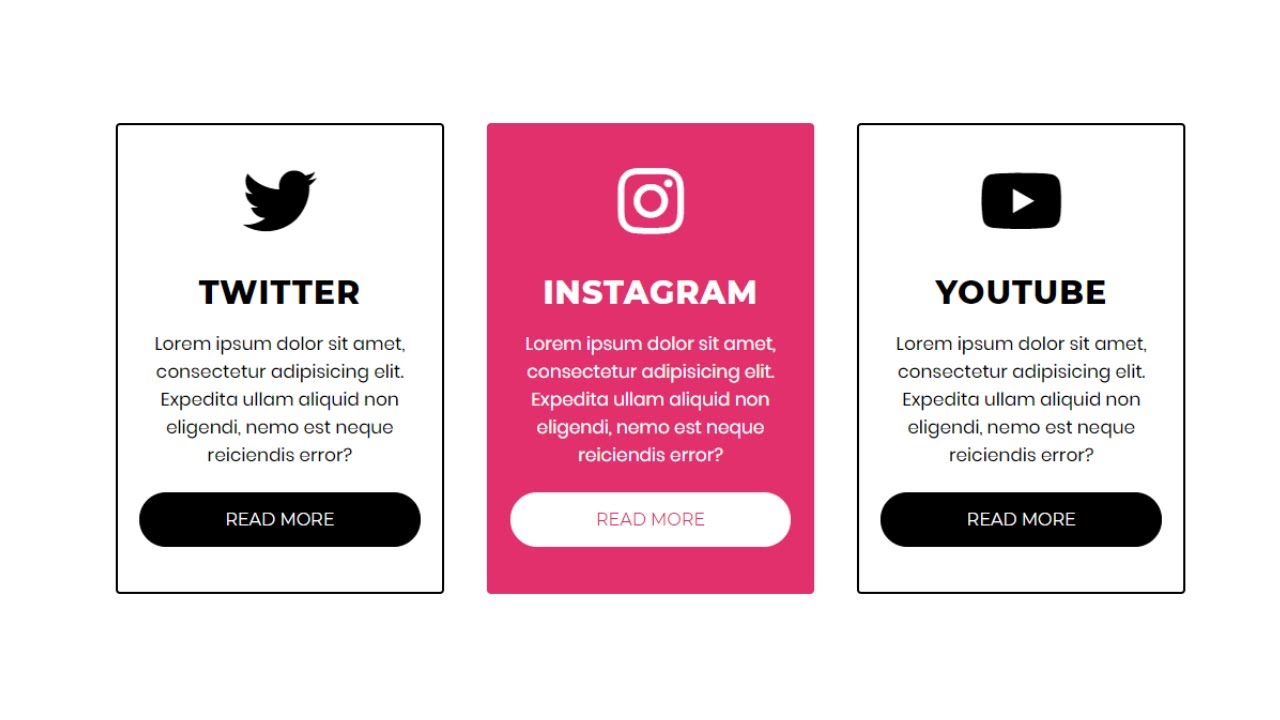 TWITTER
Lorem ipsum dolor sit amet,
consectetur adipisicing elit.
Expedita ullam aliquid non
eligendi, nemo est neque
reiciendis error?
READ MORE
INSTAGRAM
Lorem ipsum dolor sit amet,
consectetur adipisicing elit.
Expedita ullam aliquid non
eligendi, nemo est neque
reiciendis error?
READ MORE
YOUTUBE
Lorem ipsum dolor sit amet,
consectetur adipisicing elit.
Expedita ullam aliquid non
eligendi, nemo est neque
reiciendis error?
READ MORE